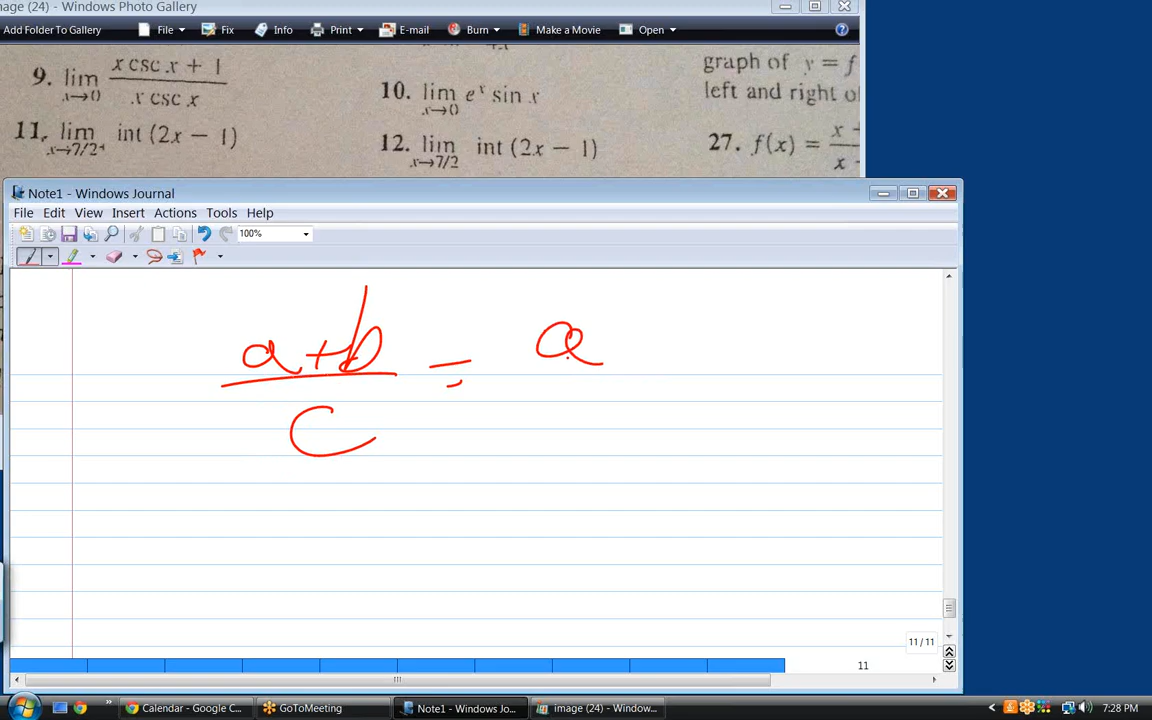 image (24) - Windows Photo Gallery
Add Folder To Gallery File Fix Info Print E-mail Burn Make a Movie Open
9. lim x→0 x csc x + 1 / x csc x
10. lim x→0 eˣ sin x
graph of y = f
left and right of
11. lim x→7/2⁺ int (2x − 1)
12. lim x→7/2 int (2x − 1)
27. f(x) = x + / x
Note1 - Windows Journal
File Edit View Insert Actions Tools Help
100%
a+b / c = a
11 / 11
11
Calendar - Google C... GoToMeeting Note1 - Windows Jo... image (24) - Window... 7:28 PM